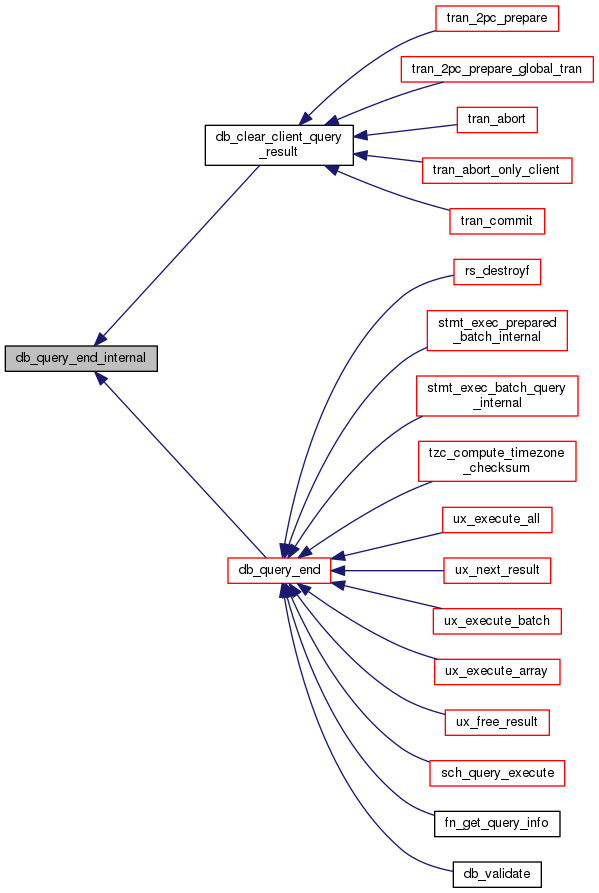 tran_2pc_prepare
tran_2pc_prepare_global_tran
db_clear_client_query
_result
tran_abort
tran_abort_only_client
tran_commit
rs_destroyf
stmt_exec_prepared
_batch_internal
db_query_end_internal
stmt_exec_batch_query
_internal
tzc_compute_timezone
_checksum
ux_execute_all
db_query_end
ux_next_result
ux_execute_batch
ux_execute_array
ux_free_result
sch_query_execute
fn_get_query_info
db_validate